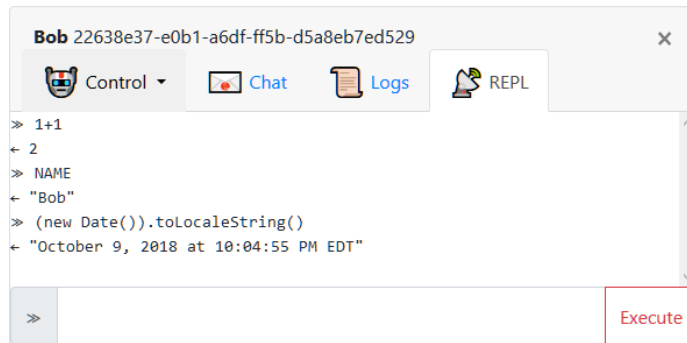 Bob 22638e37-e0b1-a6df-ff5b-d5a8eb7ed529 ×
Control Chat Logs REPL
≫ 1+1
← 2
≫ NAME
← "Bob"
≫ (new Date()).toLocaleString()
← "October 9, 2018 at 10:04:55 PM EDT"
≫ Execute